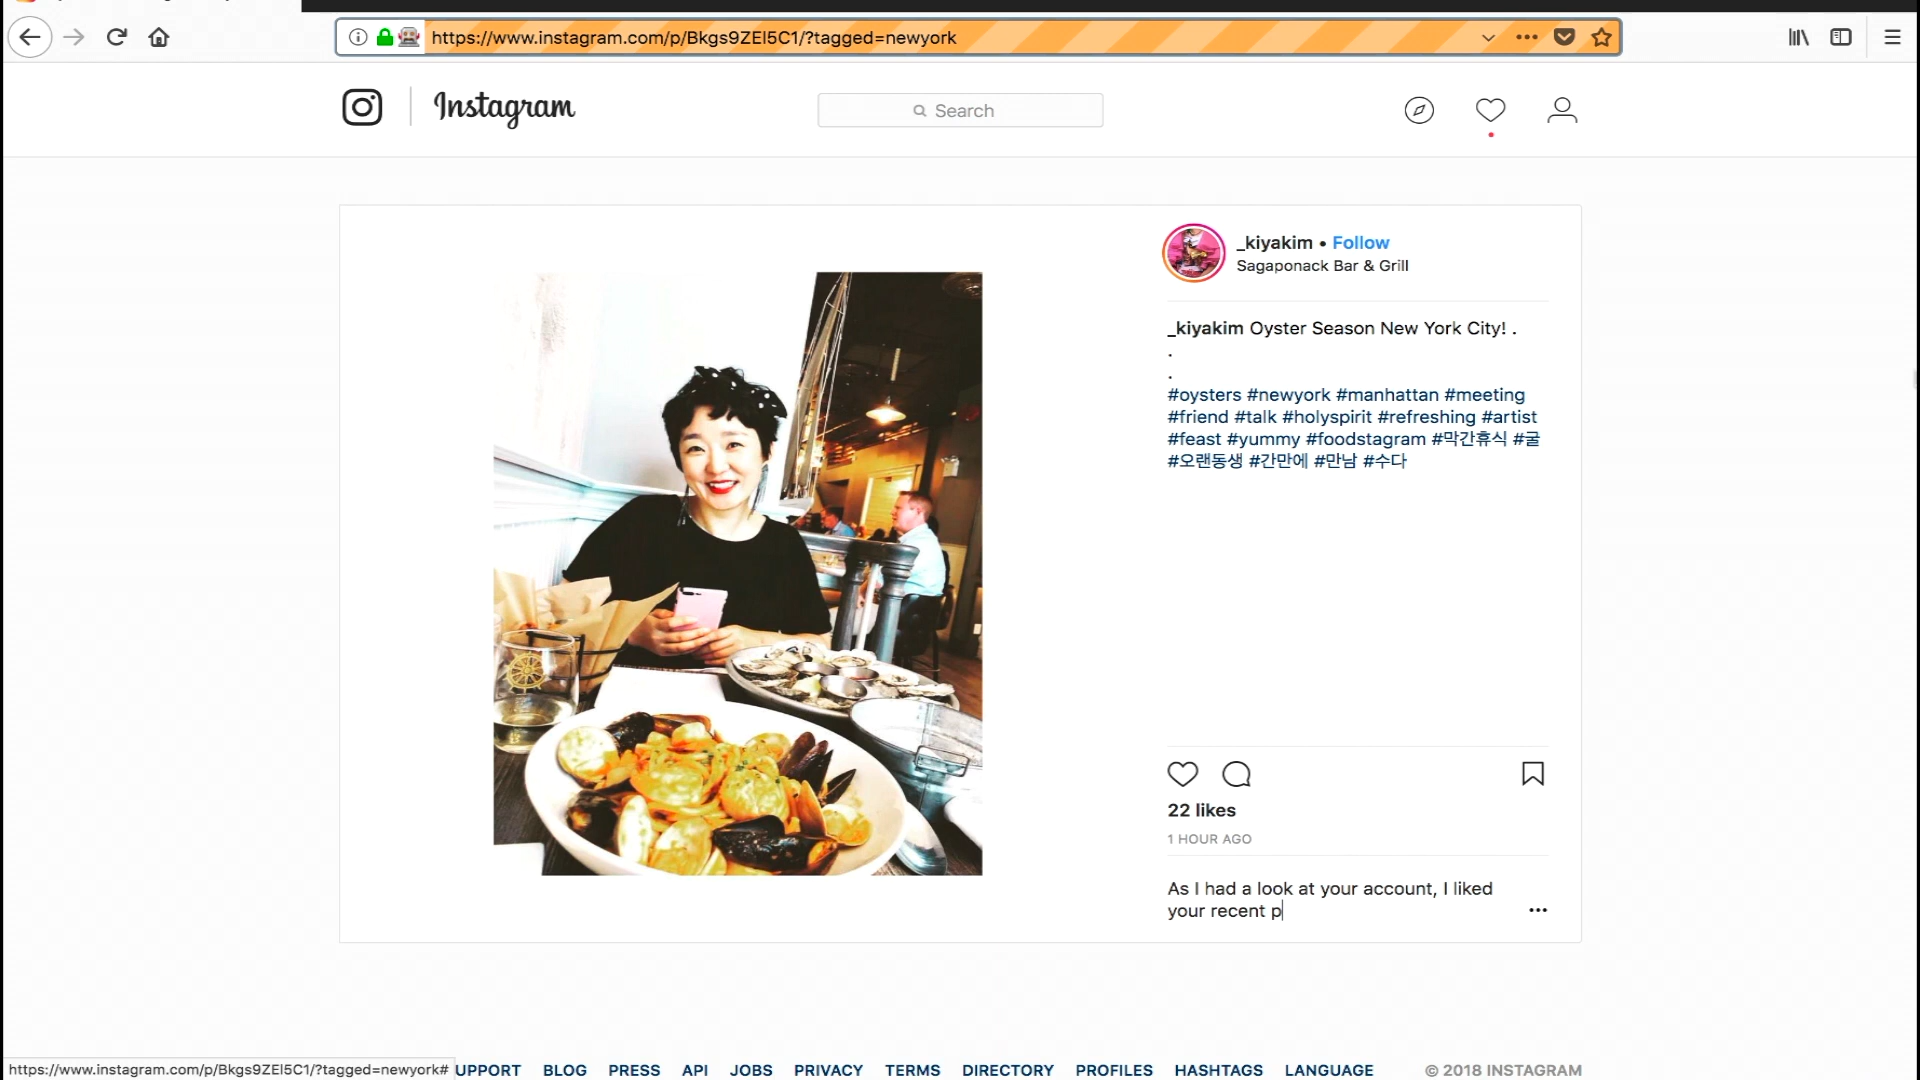 https://www.instagram.com/p/Bkgs9ZEl5C1/?tagged=newyork
Instagram
Search
_kiyakim • Follow
Sagaponack Bar & Grill
_kiyakim Oyster Season New York City! .
.
.
#oysters #newyork #manhattan #meeting
#friend #talk #holyspirit #refreshing #artist
#feast #yummy #foodstagram #막간휴식 #굴
#오랜동생 #간만에 #만남 #수다
22 likes
1 HOUR AGO
As I had a look at your account, I liked
your recent p
https://www.instagram.com/p/Bkgs9ZEl5C1/?tagged=newyork#
UPPORT BLOG PRESS API JOBS PRIVACY TERMS DIRECTORY PROFILES HASHTAGS LANGUAGE © 2018 INSTAGRAM